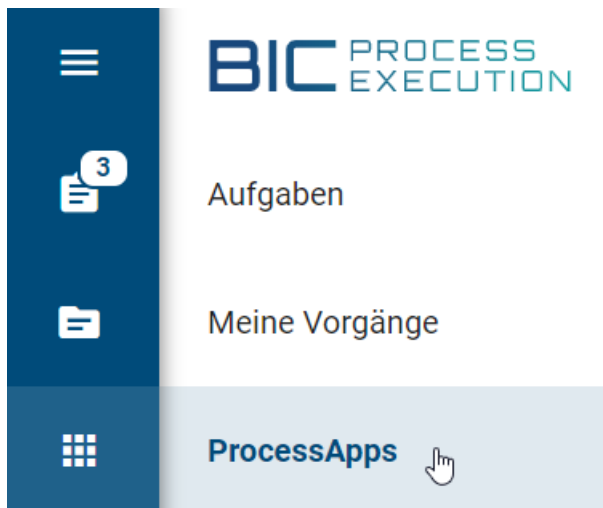 BIC PROCESS
EXECUTION
3
Aufgaben
Meine Vorgänge
ProcessApps